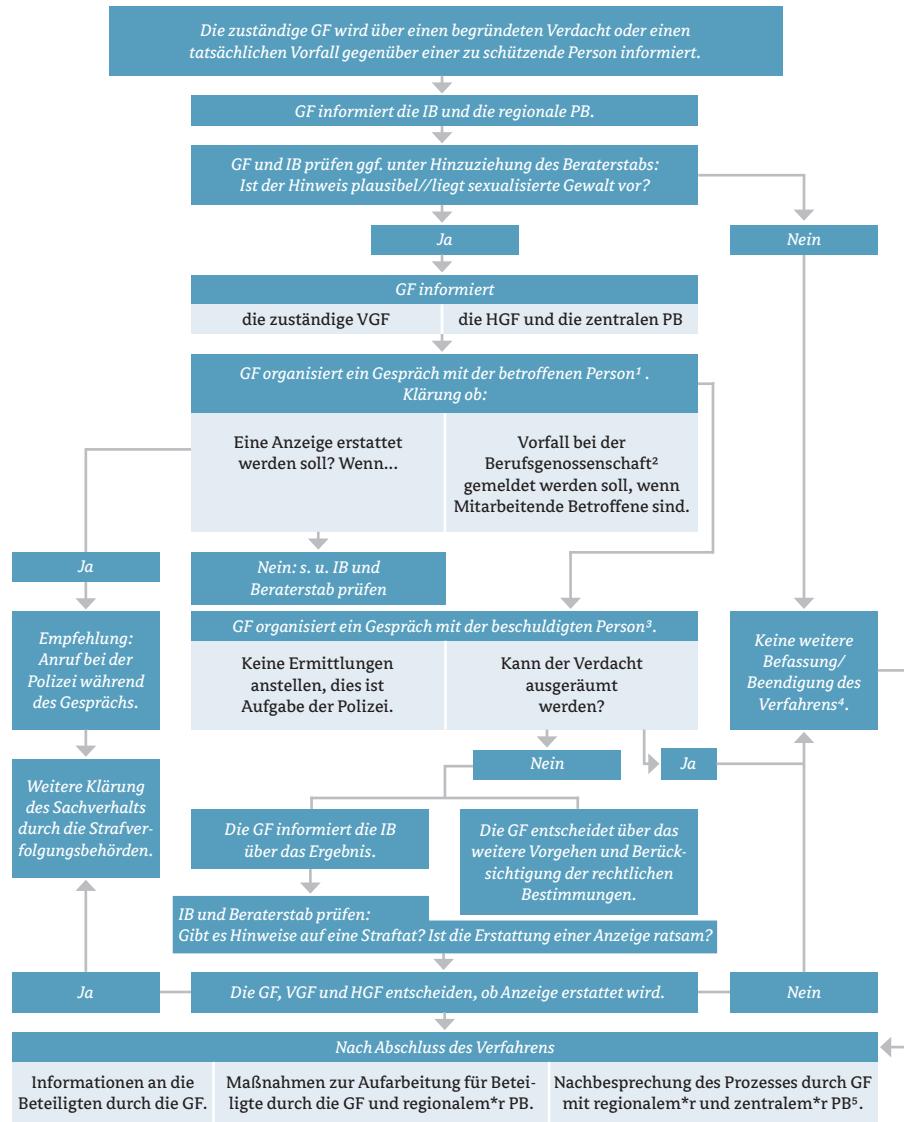 Die zuständige GF wird über einen begründeten Verdacht oder einen
tatsächlichen Vorfall gegenüber einer zu schützende Person informiert.
GF informiert die IB und die regionale PB.
GF und IB prüfen ggf. unter Hinzuziehung des Beraterstabs:
Ist der Hinweis plausibel//liegt sexualisierte Gewalt vor?
Ja
Nein
GF informiert
die zuständige VGF
die HGF und die zentralen PB
GF organisiert ein Gespräch mit der betroffenen Person¹ .
Klärung ob:
Eine Anzeige erstattet
werden soll? Wenn...
Vorfall bei der
Berufsgenossenschaft²
gemeldet werden soll, wenn
Mitarbeitende Betroffene sind.
Ja
Nein: s. u. IB und
Beraterstab prüfen
Empfehlung:
Anruf bei der
Polizei während
des Gesprächs.
GF organisiert ein Gespräch mit der beschuldigten Person³.
Keine Ermittlungen
anstellen, dies ist
Aufgabe der Polizei.
Kann der Verdacht
ausgeräumt
werden?
Keine weitere
Befassung/
Beendigung des
Verfahrens⁴.
Nein
Ja
Weitere Klärung
des Sachverhalts
durch die Strafver-
folgungsbehörden.
Die GF informiert die IB
über das Ergebnis.
Die GF entscheidet über das
weitere Vorgehen und Berück-
sichtigung der rechtlichen
Bestimmungen.
IB und Beraterstab prüfen:
Gibt es Hinweise auf eine Straftat? Ist die Erstattung einer Anzeige ratsam?
Ja
Die GF, VGF und HGF entscheiden, ob Anzeige erstattet wird.
Nein
Nach Abschluss des Verfahrens
Informationen an die
Beteiligten durch die GF.
Maßnahmen zur Aufarbeitung für Betei-
ligte durch die GF und regionalem*r PB.
Nachbesprechung des Prozesses durch GF
mit regionalem*r und zentralem*r PB⁵.